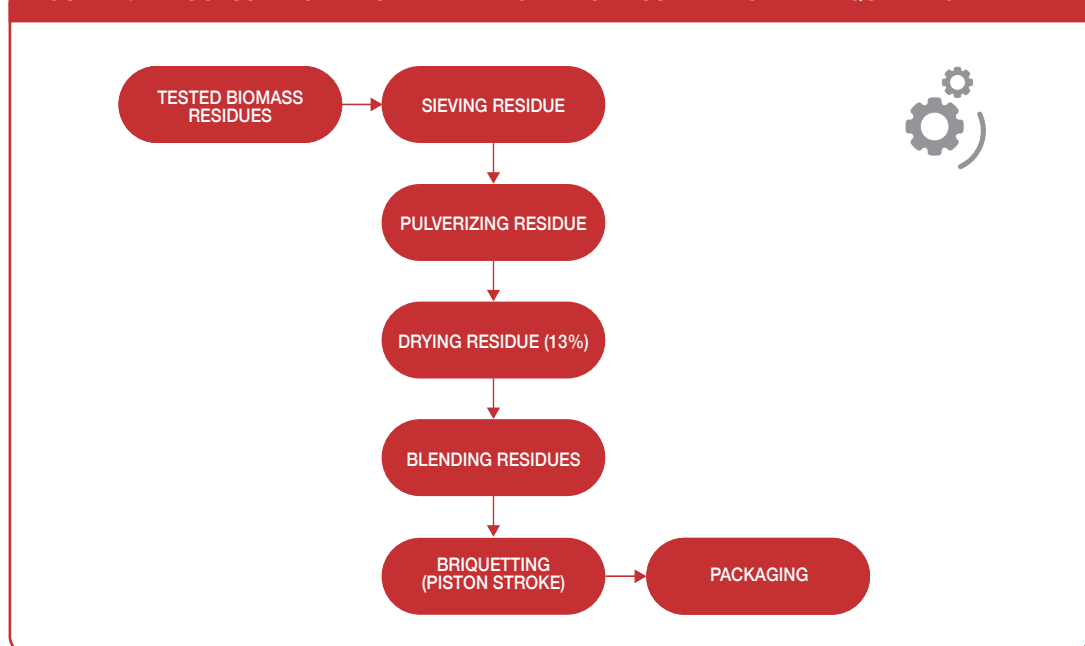 TESTED BIOMASS
RESIDUES
SIEVING RESIDUE
PULVERIZING RESIDUE
DRYING RESIDUE (13%)
BLENDING RESIDUES
BRIQUETTING
(PISTON STROKE)
PACKAGING